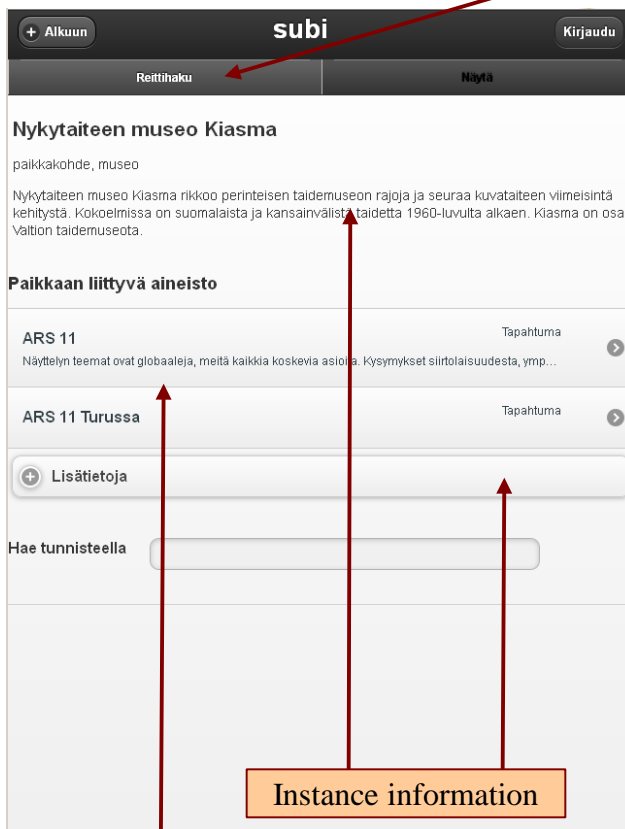 Alkuun
subi
Kirjaudu
Reittihaku
Näytä
Nykytaiteen museo Kiasma
paikkakohde, museo
Nykytaiteen museo Kiasma rikkoo perinteisen taidemuseon rajoja ja seuraa kuvataiteen viimeisintä
kehitystä. Kokoelmissa on suomalaista ja kansainvälistä taidetta 1960-luvulta alkaen. Kiasma on osa
Valtion taidemuseota.
Paikkaan liittyvä aineisto
ARS 11
Tapahtuma
Näyttelyn teemat ovat globaaleja, meitä kaikkia koskevia asioita. Kysymykset siirtolaisuudesta, ymp...
ARS 11 Turussa
Tapahtuma
Lisätietoja
Hae tunnisteella
Instance information